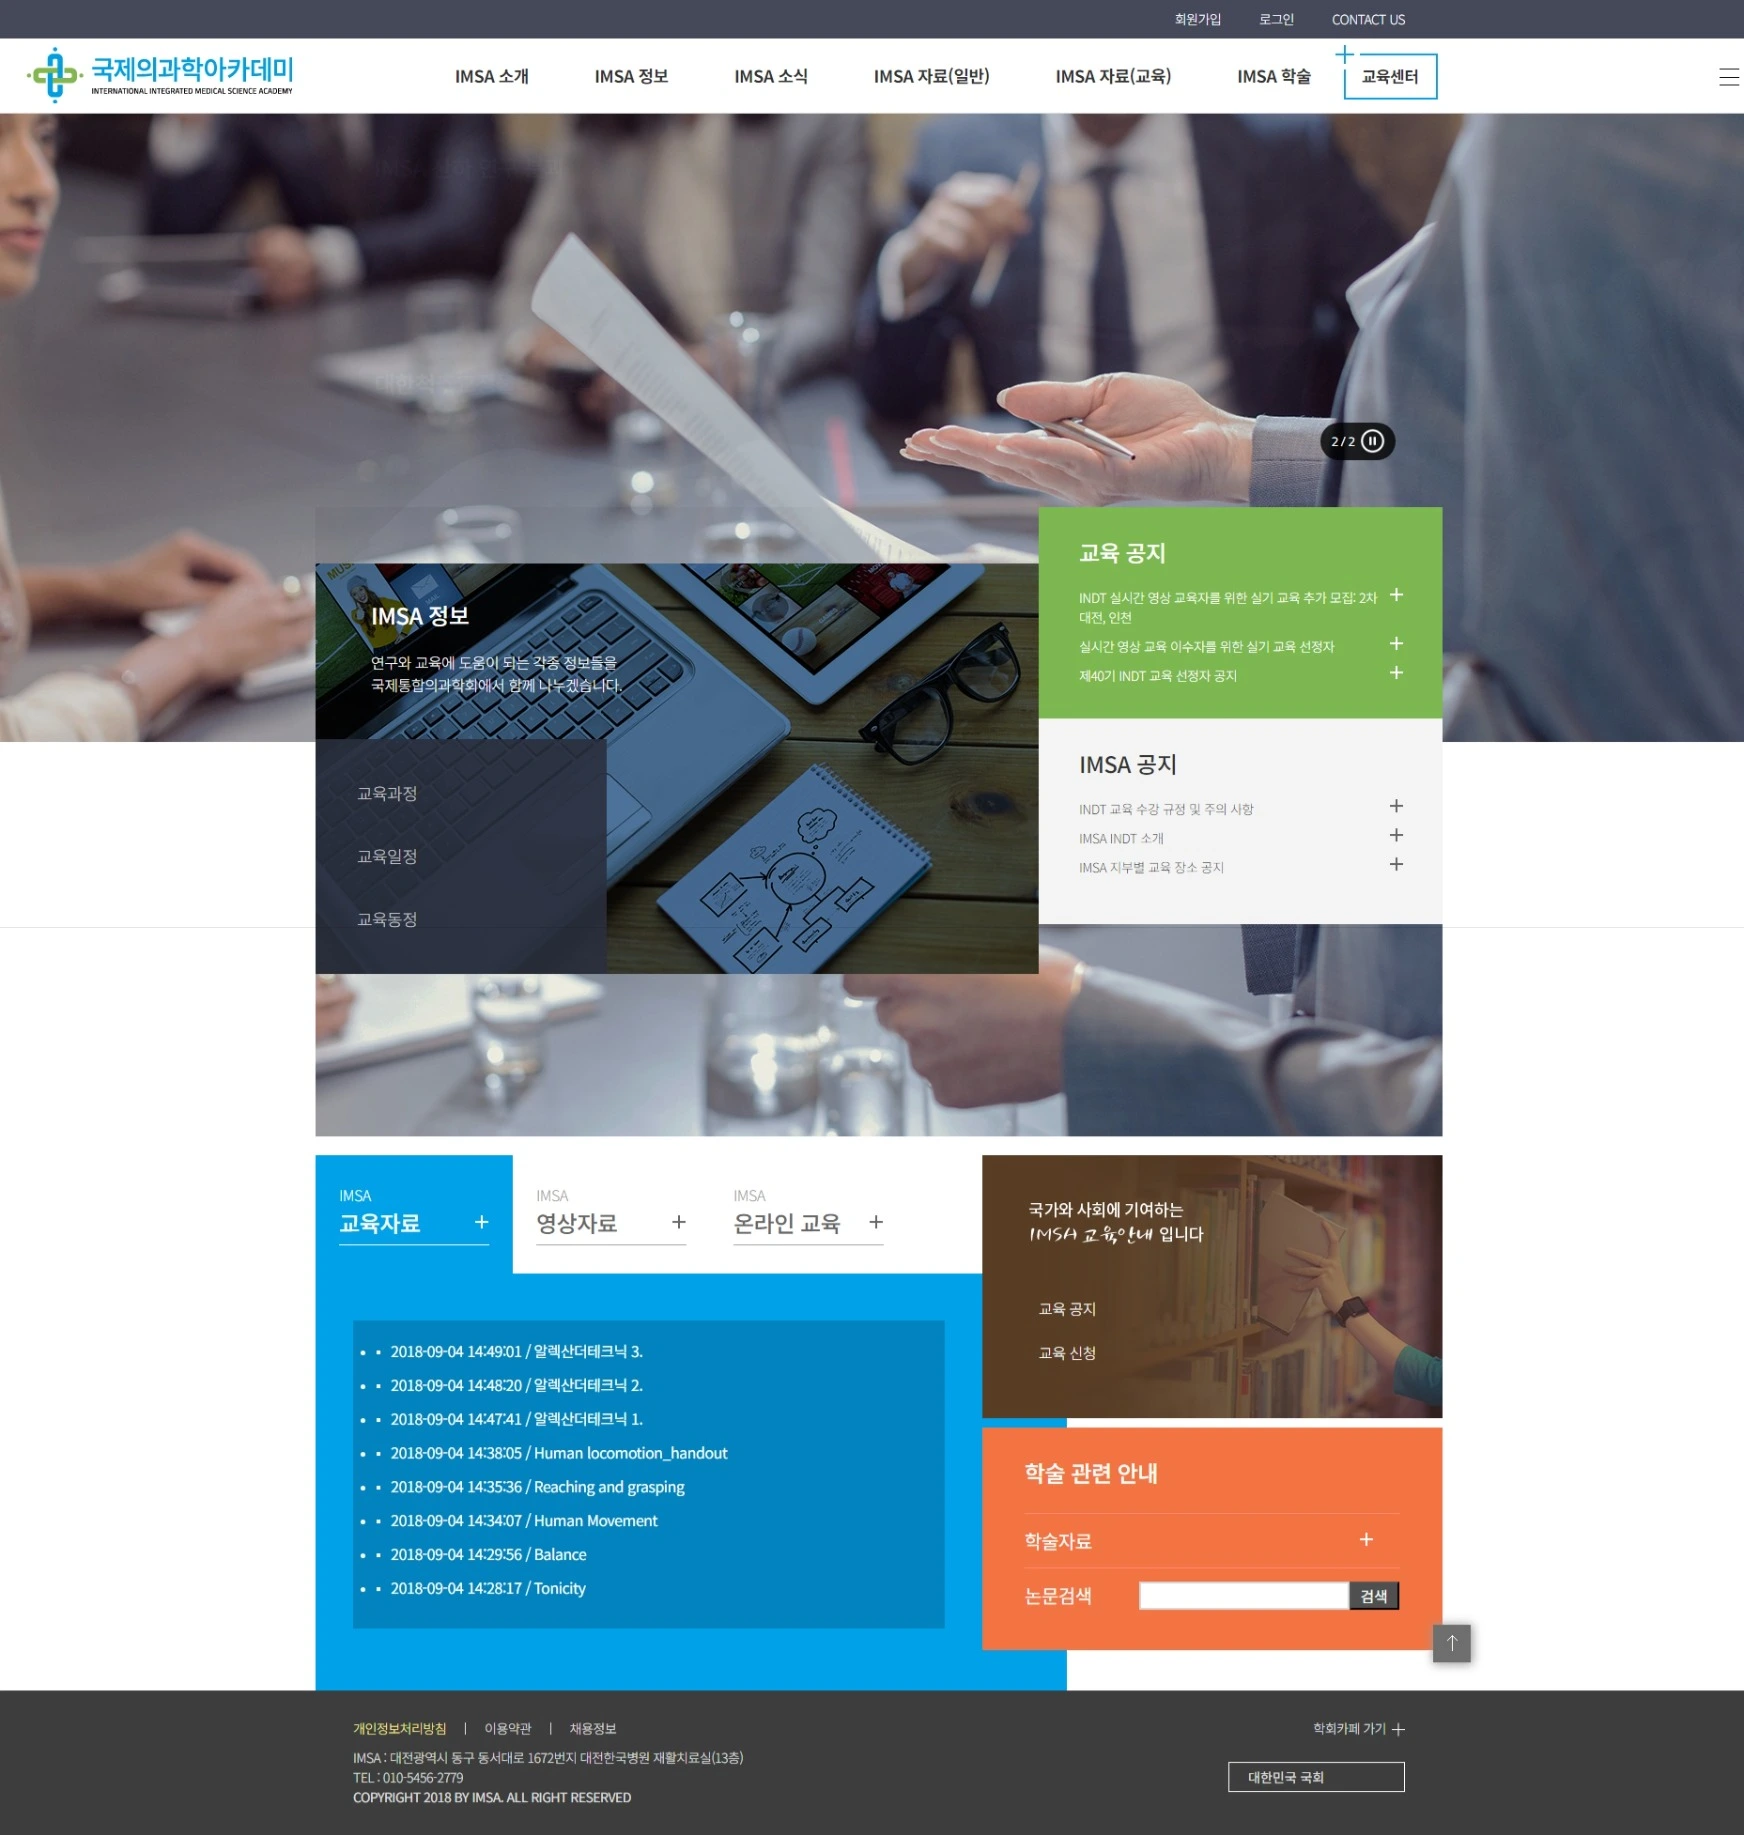 회원가입
로그인
CONTACT US
국제의과학아카데미
INTERNATIONAL INTEGRATED MEDICAL SCIENCE ACADEMY
IMSA 소개
IMSA 정보
IMSA 소식
IMSA 자료(일반)
IMSA 자료(교육)
IMSA 학술
교육센터
2 / 2
IMSA 정보
연구와 교육에 도움이 되는 각종 정보들을
국제통합의과학회에서 함께 나누겠습니다.
교육과정
교육일정
교육동정
교육 공지
INDT 실시간 영상 교육자를 위한 실기 교육 추가 모집: 2차
대전, 인천
실시간 영상 교육 이수자를 위한 실기 교육 선정자
제40기 INDT 교육 선정자 공지
IMSA 공지
INDT 교육 수강 규정 및 주의 사항
IMSA INDT 소개
IMSA 지부별 교육 장소 공지
IMSA
교육자료
IMSA
영상자료
IMSA
온라인 교육
2018-09-04 14:49:01 / 알렉산더테크닉 3.
2018-09-04 14:48:20 / 알렉산더테크닉 2.
2018-09-04 14:47:41 / 알렉산더테크닉 1.
2018-09-04 14:38:05 / Human locomotion_handout
2018-09-04 14:35:36 / Reaching and grasping
2018-09-04 14:34:07 / Human Movement
2018-09-04 14:29:56 / Balance
2018-09-04 14:28:17 / Tonicity
국가와 사회에 기여하는
IMSA 교육안내 입니다
교육 공지
교육 신청
학술 관련 안내
학술자료
논문검색
검색
개인정보처리방침
이용약관
채용정보
IMSA : 대전광역시 동구 동서대로 1672번지 대전한국병원 재활치료실(13층)
TEL : 010-5456-2779
COPYRIGHT 2018 BY IMSA. ALL RIGHT RESERVED
학회카페 가기
대한민국 국회